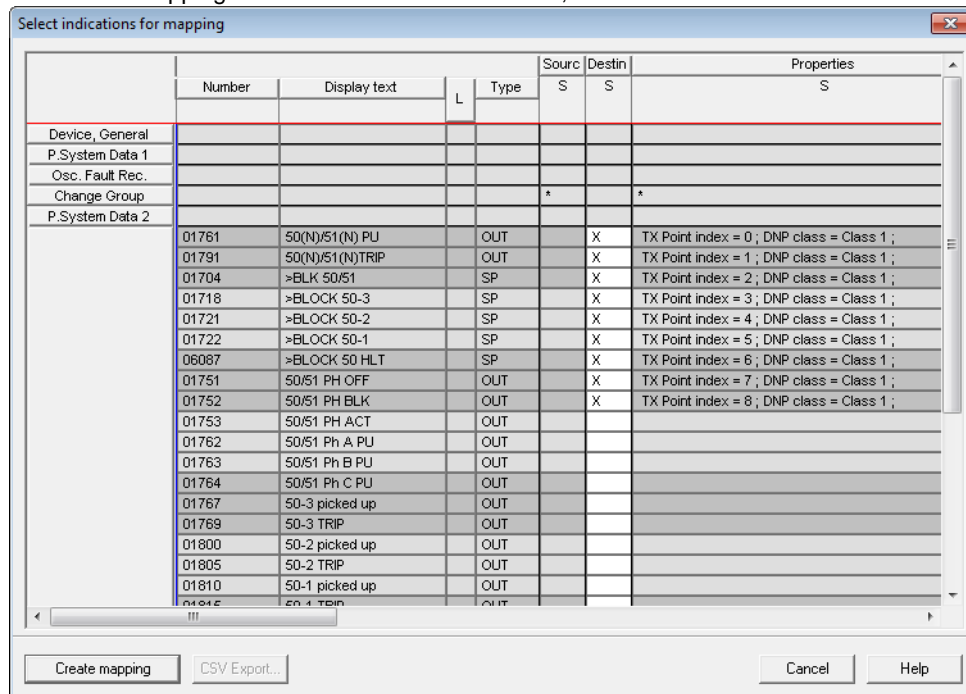 Select indications for mapping
Sourc Destin Properties
Number Display text L Type S S S
Device, General
P.System Data 1
Osc. Fault Rec.
Change Group * *
P.System Data 2
01761 50(N)/51(N) PU OUT X TX Point index = 0 ; DNP class = Class 1 ;
01791 50(N)/51(N)TRIP OUT X TX Point index = 1 ; DNP class = Class 1 ;
01704 >BLK 50/51 SP X TX Point index = 2 ; DNP class = Class 1 ;
01718 >BLOCK 50-3 SP X TX Point index = 3 ; DNP class = Class 1 ;
01721 >BLOCK 50-2 SP X TX Point index = 4 ; DNP class = Class 1 ;
01722 >BLOCK 50-1 SP X TX Point index = 5 ; DNP class = Class 1 ;
06087 >BLOCK 50 HLT SP X TX Point index = 6 ; DNP class = Class 1 ;
01751 50/51 PH OFF OUT X TX Point index = 7 ; DNP class = Class 1 ;
01752 50/51 PH BLK OUT X TX Point index = 8 ; DNP class = Class 1 ;
01753 50/51 PH ACT OUT
01762 50/51 Ph A PU OUT
01763 50/51 Ph B PU OUT
01764 50/51 Ph C PU OUT
01767 50-3 picked up OUT
01769 50-3 TRIP OUT
01800 50-2 picked up OUT
01805 50-2 TRIP OUT
01810 50-1 picked up OUT
01815 50-1 TRIP OUT
Create mapping CSV Export... Cancel Help